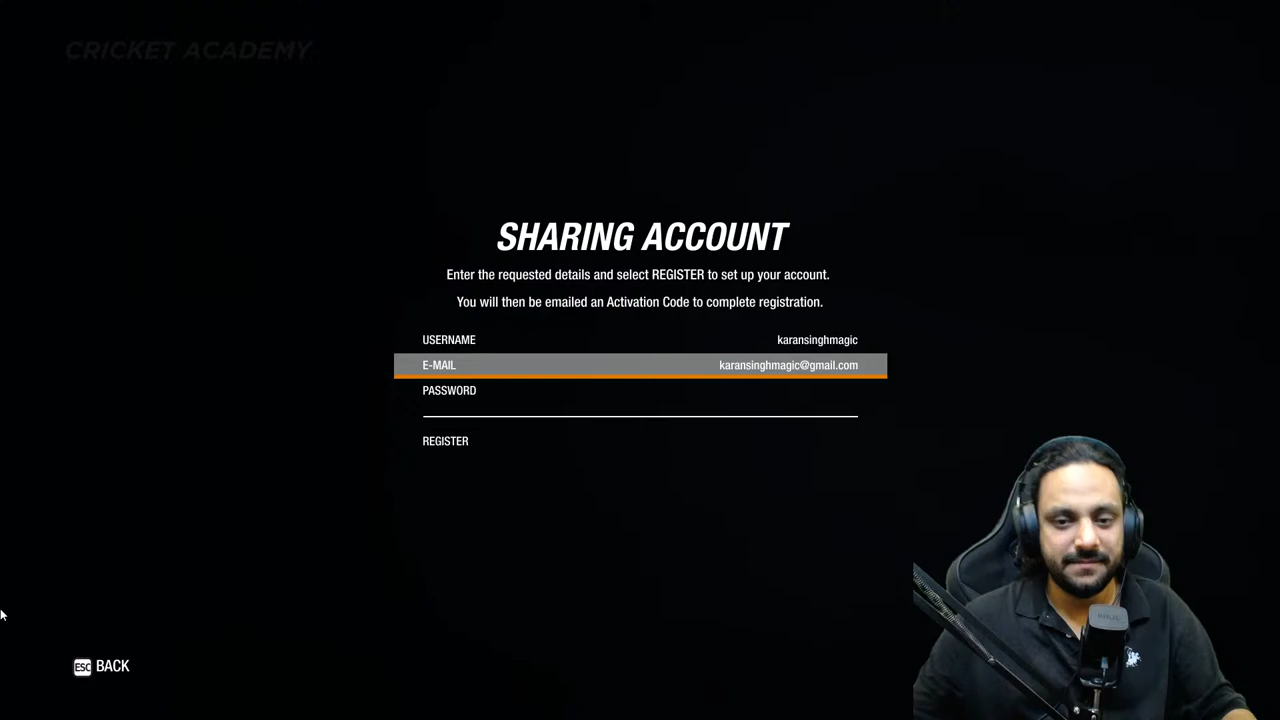 CRICKET ACADEMY
SHARING ACCOUNT
Enter the requested details and select REGISTER to set up your account.
You will then be emailed an Activation Code to complete registration.
USERNAME karansinghmagic
E-MAIL karansinghmagic@gmail.com
PASSWORD
REGISTER
ESC BACK